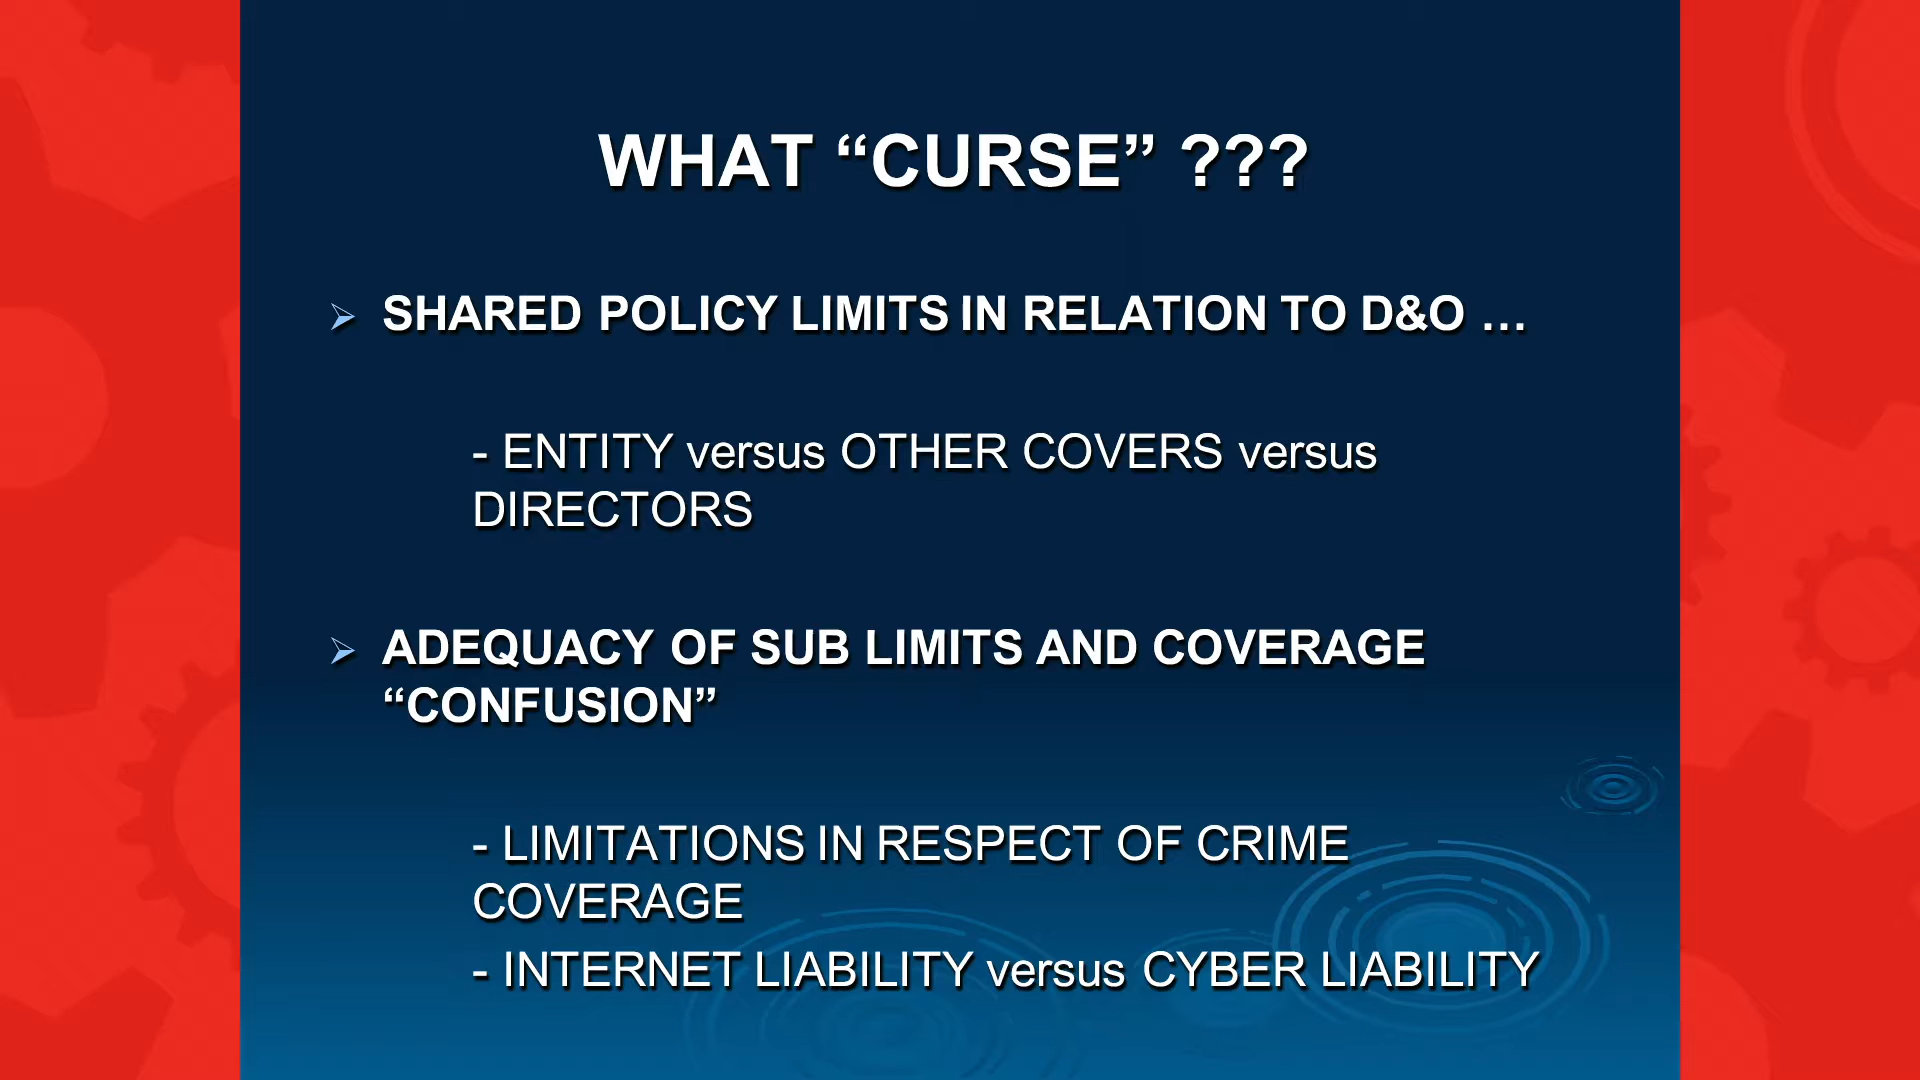 WHAT “CURSE” ???
➢ SHARED POLICY LIMITS IN RELATION TO D&O …
- ENTITY versus OTHER COVERS versus
DIRECTORS
➢ ADEQUACY OF SUB LIMITS AND COVERAGE
“CONFUSION”
- LIMITATIONS IN RESPECT OF CRIME
COVERAGE
- INTERNET LIABILITY versus CYBER LIABILITY